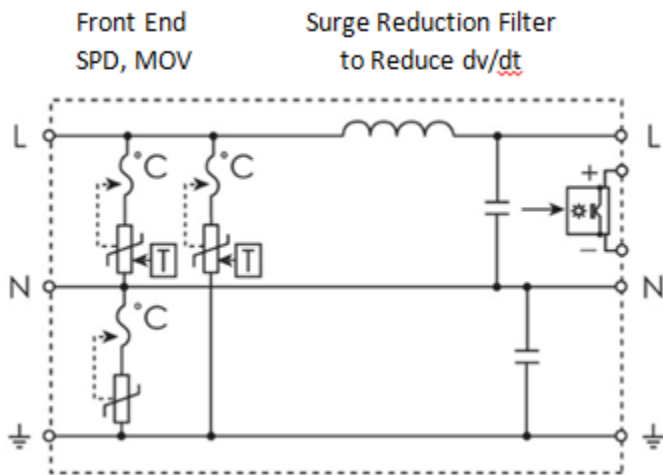 Front End
SPD, MOV
Surge Reduction Filter
to Reduce dv/dt
L
°C
°C
L
+
T
T
−
N
N
°C